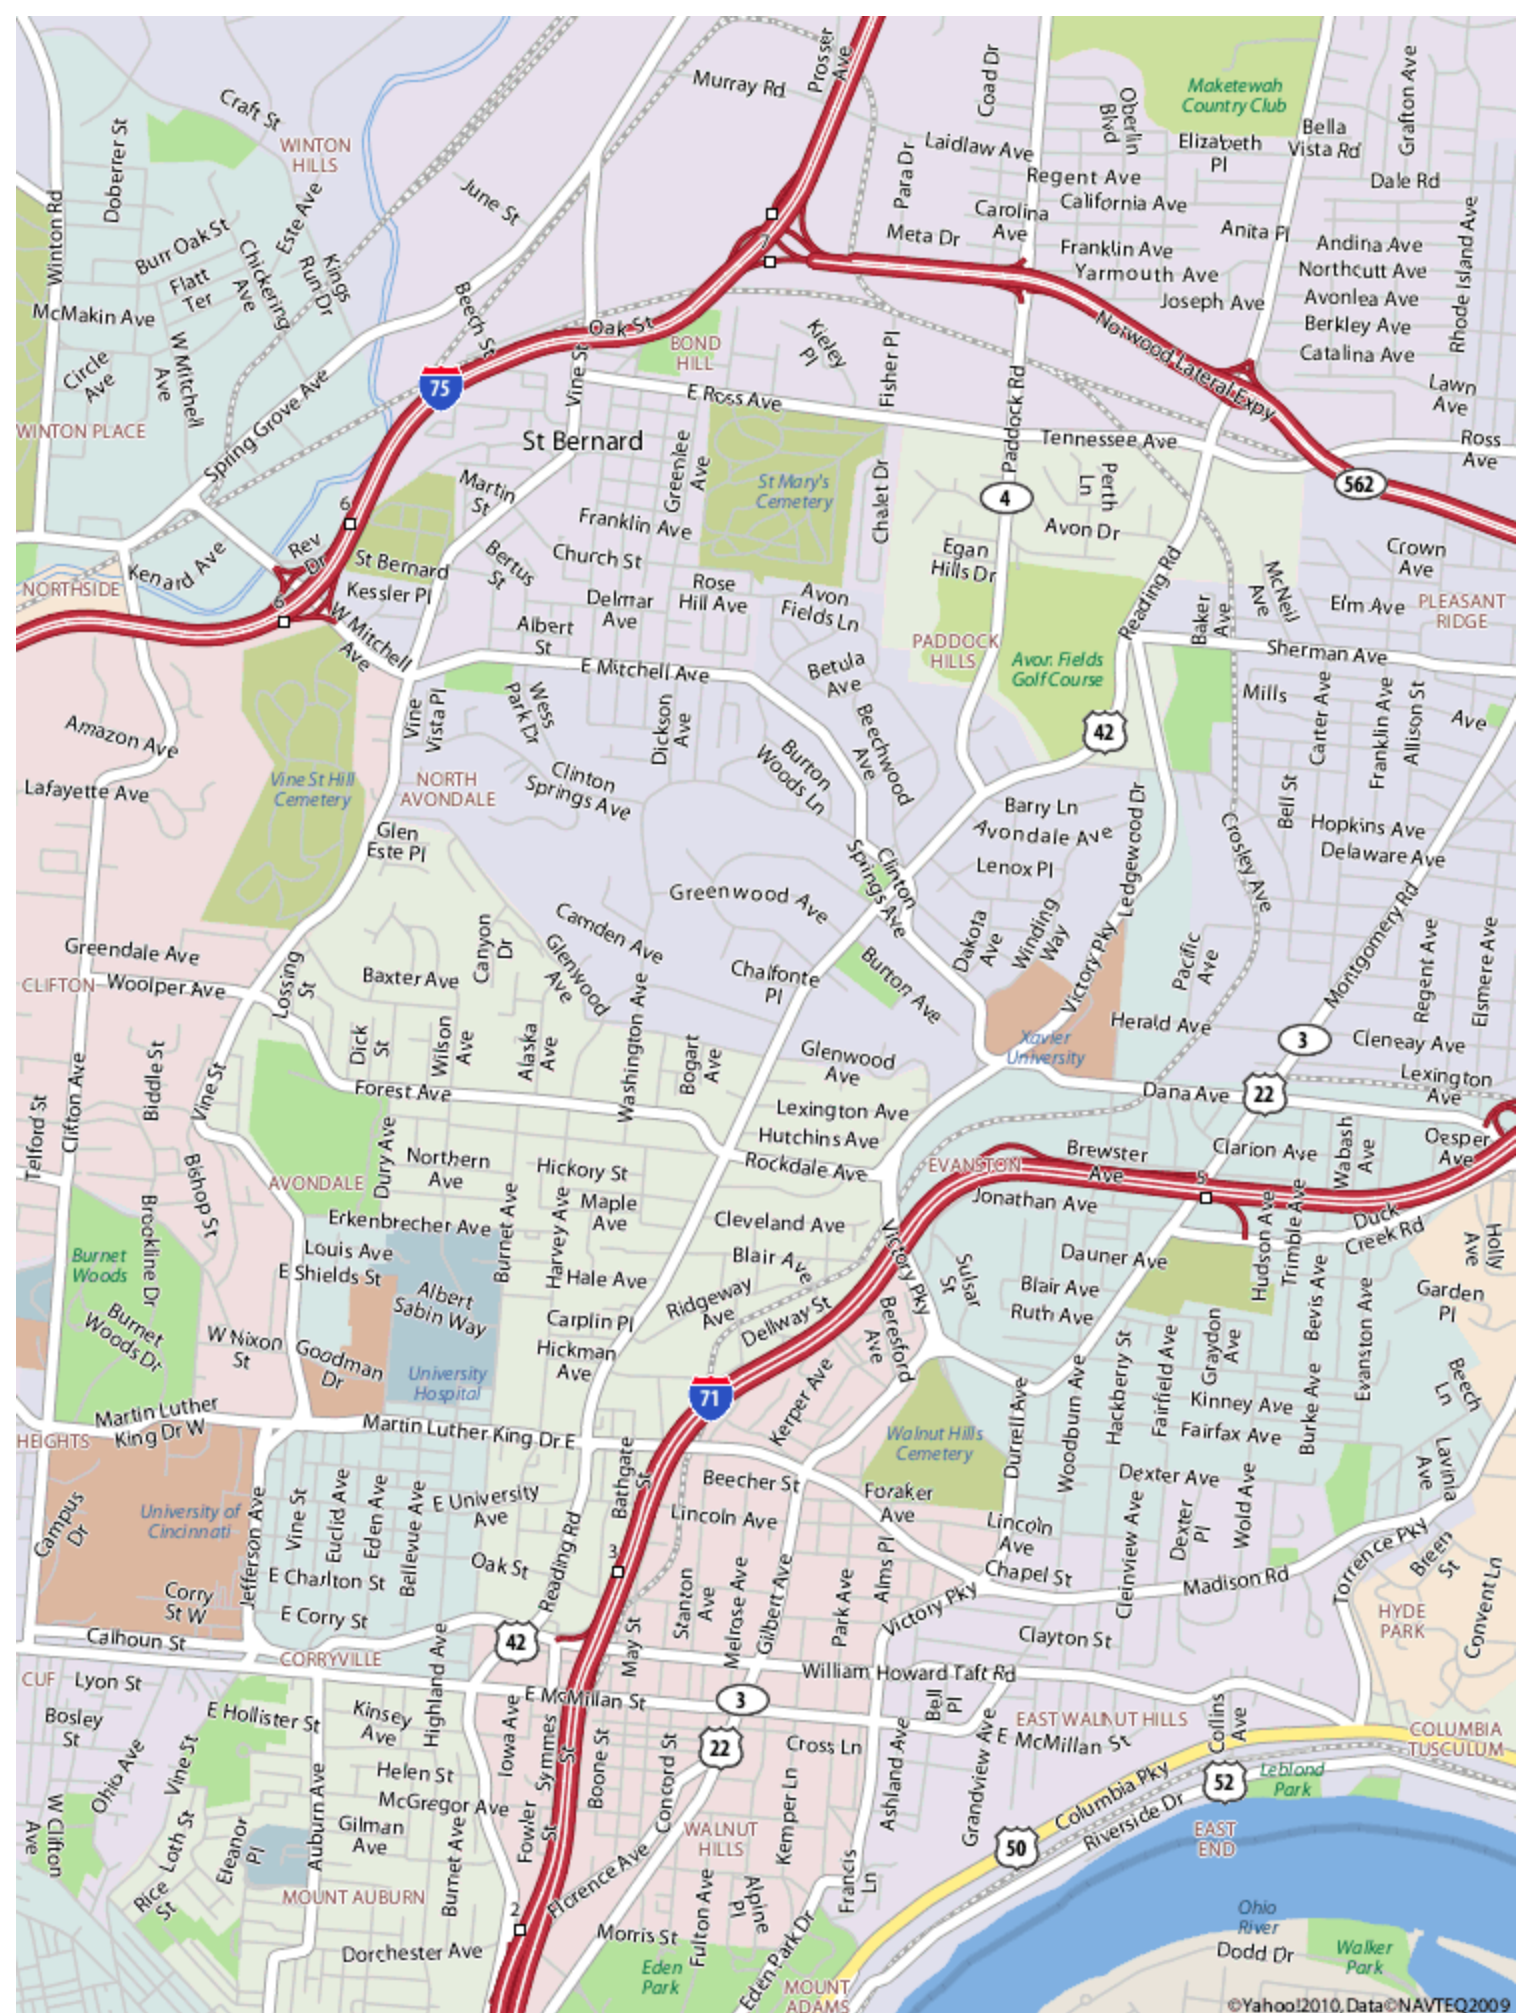 Prosser
Ave
Murray Rd
Coad Dr
Maketewah
Country Club
Grafton Ave
Craft St
Oberlin
Blvd
WINTON
HILLS
Doberrer St
Laidlaw Ave
Elizabeth
Pl
Bella
Vista Rd
Para Dr
Regent Ave
Dale Rd
June St
California Ave
Carolina
Ave
Winton Rd
Este Ave
Burr Oak St
Meta Dr
Anita Pl
Rhode Island Ave
Franklin Ave
Andina Ave
7
Chickering
Ave
Kings
Run Dr
Flatt
Ter
Yarmouth Ave
Northcutt Ave
Joseph Ave
Avonlea Ave
McMakin Ave
Beech St
Oak St
Kieley
Pl
Norwood Lateral Expy
Berkley Ave
BOND
HILL
Fisher Pl
Catalina Ave
Circle
Ave
W Mitchell
Ave
Vine St
75
Paddock Rd
Lawn
Ave
E Ross Ave
WINTON PLACE
Spring Grove Ave
St Bernard
Tennessee Ave
Ross
Ave
Greenlee
Ave
St Mary's
Cemetery
Chalet Dr
Perth
Ln
562
4
Martin
St
6
Franklin Ave
Avon Dr
Rev
Dr
Church St
Egan
Hills Dr
Crown
Ave
Kenard Ave
St Bernard
Bertus
St
Reading Rd
McNeil
Ave
NORTHSIDE
Kessler Pl
Rose
Hill Ave
Avon
Fields Ln
Baker
Ave
Elm Ave
PLEASANT
RIDGE
6
Delmar
Ave
W Mitchell
Ave
Albert
St
PADDOCK
HILLS
Avon Fields
Golf Course
Sherman Ave
E Mitchell Ave
Betula
Ave
Mills
Ave
Vine
Vista Pl
Wess
Park Dr
Dickson
Ave
Beechwood
Ave
42
Carter Ave
Franklin Ave
Allison St
Amazon Ave
Burton
Woods Ln
Clinton
Springs Ave
Lafayette Ave
Vine St Hill
Cemetery
NORTH
AVONDALE
Barry Ln
Ledgewood Dr
Bell St
Avondale Ave
Crosley Ave
Hopkins Ave
Glen
Este Pl
Clinton
Springs Ave
Delaware Ave
Lenox Pl
Greenwood Ave
Montgomery Rd
Camden Ave
Canyon
Dr
Glenwood
Ave
Dakota
Ave
Winding
Way
Victory Pky
Pacific
Ave
Regent Ave
Elsmere Ave
Greendale Ave
Lossing
St
Chalfonte
Pl
Burton Ave
CLIFTON
Woolper Ave
Baxter Ave
Washington Ave
Dick
St
Wilson
Ave
Alaska
Ave
Bogart
Ave
Xavier
University
Herald Ave
3
Cleneay Ave
Glenwood
Ave
Clifton Ave
Biddle St
Vine St
Forest Ave
Dana Ave
22
Lexington
Ave
Telford St
Lexington Ave
Hutchins Ave
Wabash
Ave
Oesper
Ave
Dury Ave
Northern
Ave
Hickory St
Rockdale Ave
EVANSTON
Brewster
Ave
Clarion Ave
5
Bishop St
AVONDALE
Burnet Ave
Harvey Ave
Maple
Ave
Jonathan Ave
Hudson Ave
Trimble Ave
Duck
Creek Rd
Brookline Dr
Erkenbrecher Ave
Cleveland Ave
Victory Pky
Holly
Ave
Louis Ave
Blair Ave
Dauner Ave
Burnet
Woods
E Shields St
Albert
Sabin Way
Hale Ave
Sulsar
St
Blair Ave
Bevis Ave
Evanston Ave
Garden
Pl
Ridgeway
Ave
Ruth Ave
Burnet
Woods Dr
Carplin Pl
Dellway St
Beresford
Ave
Graydon
Ave
W Nixon
St
Goodman
Dr
University
Hospital
Hickman
Ave
Hackberry St
Fairfield Ave
Beech
Ln
71
Kerper Ave
Durrell Ave
Woodburn Ave
Kinney Ave
Burke Ave
Martin Luther
King Dr W
Martin Luther King Dr E
Walnut Hills
Cemetery
Fairfax Ave
HEIGHTS
Bathgate
St
Beecher St
Dexter Ave
Lavinia
Ave
University of
Cincinnati
Campus
Dr
Jefferson Ave
Vine St
Euclid Ave
Eden Ave
Bellevue Ave
E University
Ave
Foraker
Ave
Cleinview Ave
Dexter
Pl
Wold Ave
Lincoln Ave
Lincoln
Ave
Reading Rd
3
Oak St
Stanton
Ave
Melrose Ave
Gilbert Ave
Park Ave
Alms Pl
Chapel St
Madison Rd
Torrence Pky
Breen
St
E Charlton St
Corry
St W
E Corry St
Victory Pky
HYDE
PARK
Convent Ln
Calhoun St
42
May St
Clayton St
CORRYVILLE
CUF
Lyon St
Highland Ave
William Howard Taft Rd
E McMillan St
3
Bell
Pl
Bosley
St
E Hollister St
Kinsey
Ave
Iowa Ave
EAST WALNUT HILLS
Collins
Ave
COLUMBIA
TUSCULUM
Symmes
St
Boone St
Concord St
22
Cross Ln
Ashland Ave
Grandview Ave
E McMillan St
Ohio Ave
Vine St
Helen St
Kemper Ln
Columbia Pky
52
Leblond
Park
McGregor Ave
Riverside Dr
W Clifton
Ave
Loth St
Eleanor
Pl
Auburn Ave
Gilman
Ave
Burnet Ave
Fowler
St
WALNUT
HILLS
50
EAST
END
Rice
St
Florence Ave
Francis
Ln
MOUNT AUBURN
2
Fulton Ave
Alpine
Pl
Ohio
River
Morris St
Dorchester Ave
Eden
Park
Eden Park Dr
Dodd Dr
Walker
Park
MOUNT
ADAMS
©Yahoo!2010, Data©NAVTEQ2009